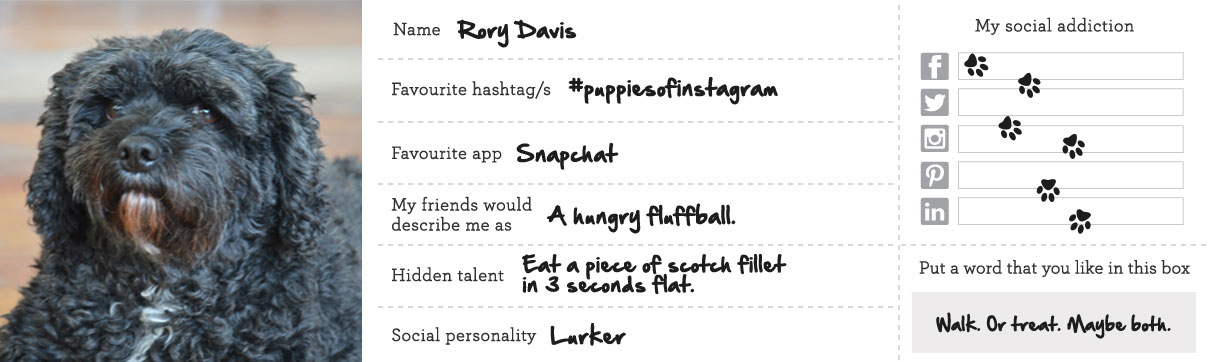 Name Rory Davis
Favourite hashtag/s #puppiesofinstagram
Favourite app Snapchat
My friends would
describe me as A hungry fluffball.
Hidden talent Eat a piece of scotch fillet
in 3 seconds flat.
Social personality Lurker
My social addiction
Put a word that you like in this box
Walk. Or treat. Maybe both.